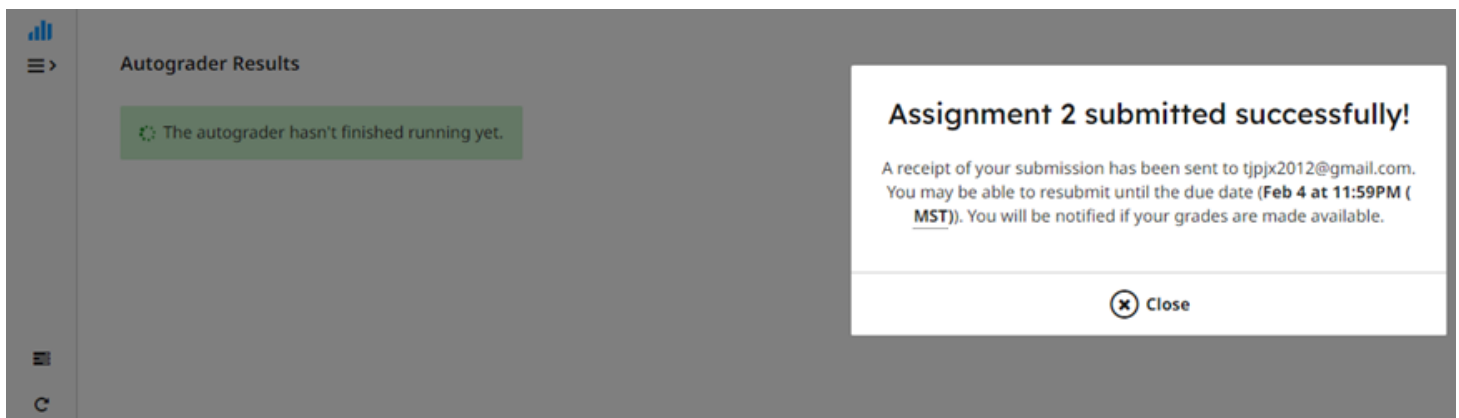 Autograder Results
The autograder hasn't finished running yet.
Assignment 2 submitted successfully!
A receipt of your submission has been sent to tjpjx2012@gmail.com.
You may be able to resubmit until the due date (Feb 4 at 11:59PM (
MST)). You will be notified if your grades are made available.
Close